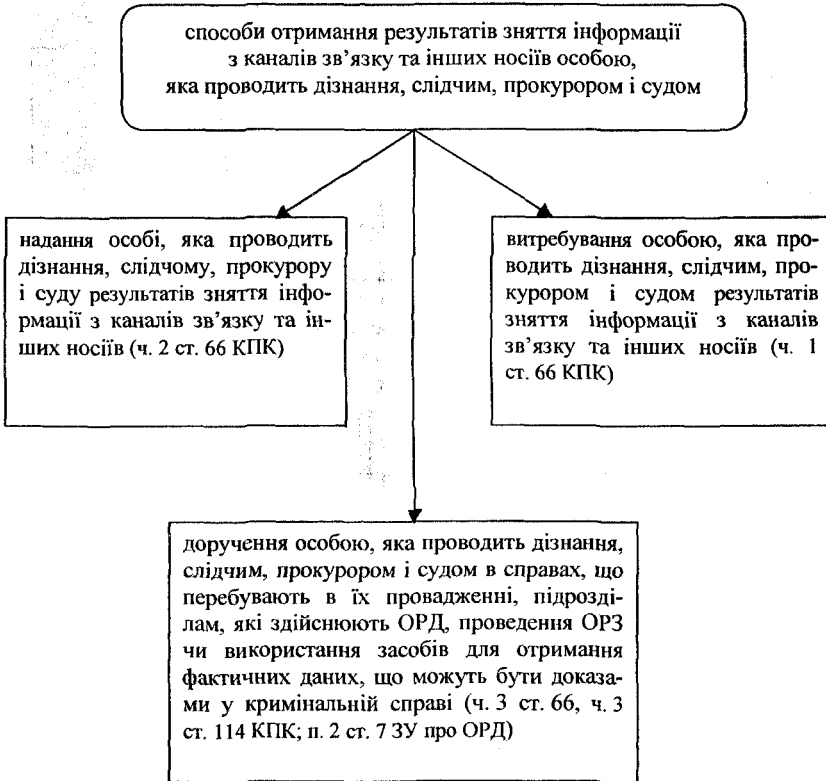 способи отримання результатів зняття інформації
з каналів зв’язку та інших носіїв особою,
яка проводить дізнання, слідчим, прокурором і судом
надання особі, яка проводить
дізнання, слідчому, прокурору
і суду результатів зняття інфо-
рмації з каналів зв’язку та ін-
ших носіїв (ч. 2 ст. 66 КПК)
витребування особою, яка про-
водить дізнання, слідчим, про-
курором і судом результатів
зняття інформації з каналів
зв’язку та інших носіїв (ч. 1
ст. 66 КПК)
доручення особою, яка проводить дізнання,
слідчим, прокурором і судом в справах, що
перебувають в їх провадженні, підрозді-
лам, які здійснюють ОРД, проведення ОРЗ
чи використання засобів для отримання
фактичних даних, що можуть бути доказа-
ми у кримінальній справі (ч. 3 ст. 66, ч. 3
ст. 114 КПК; п. 2 ст. 7 ЗУ про ОРД)